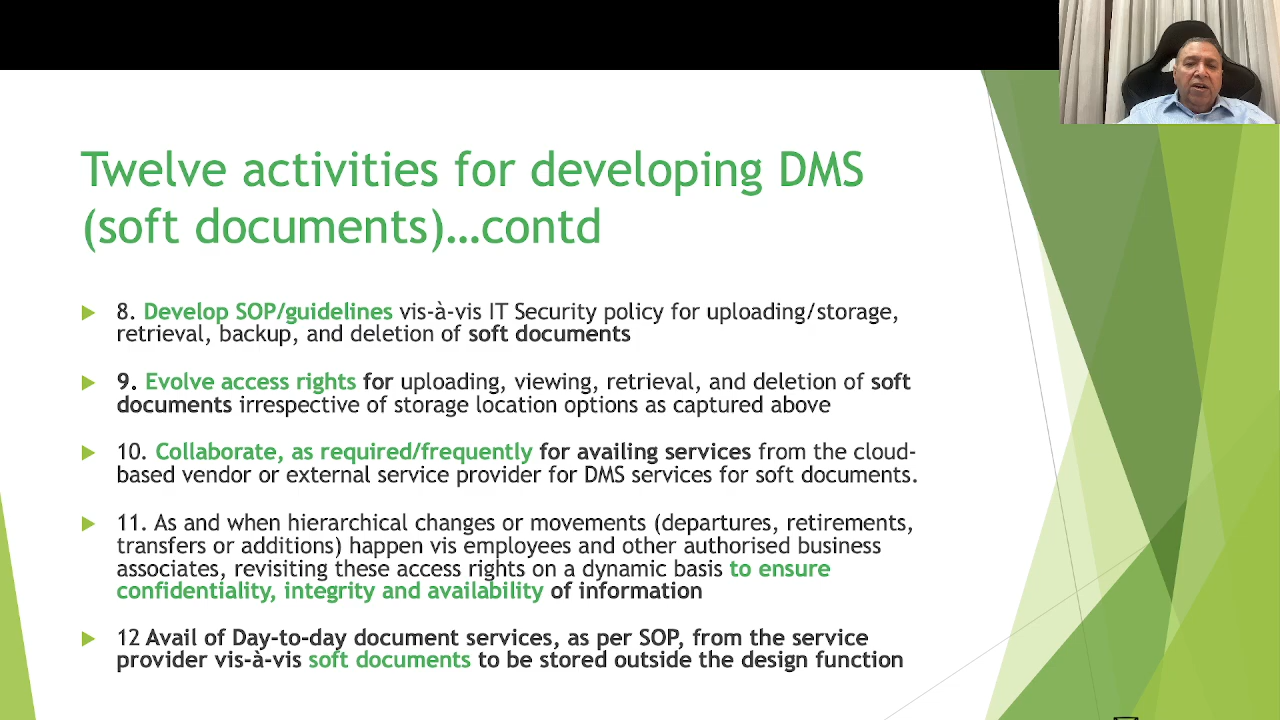 Twelve activities for developing DMS
(soft documents)…contd
8. Develop SOP/guidelines vis-à-vis IT Security policy for uploading/storage,
retrieval, backup, and deletion of soft documents
9. Evolve access rights for uploading, viewing, retrieval, and deletion of soft
documents irrespective of storage location options as captured above
10. Collaborate, as required/frequently for availing services from the cloud-
based vendor or external service provider for DMS services for soft documents.
11. As and when hierarchical changes or movements (departures, retirements,
transfers or additions) happen vis employees and other authorised business
associates, revisiting these access rights on a dynamic basis to ensure
confidentiality, integrity and availability of information
12 Avail of Day-to-day document services, as per SOP, from the service
provider vis-à-vis soft documents to be stored outside the design function